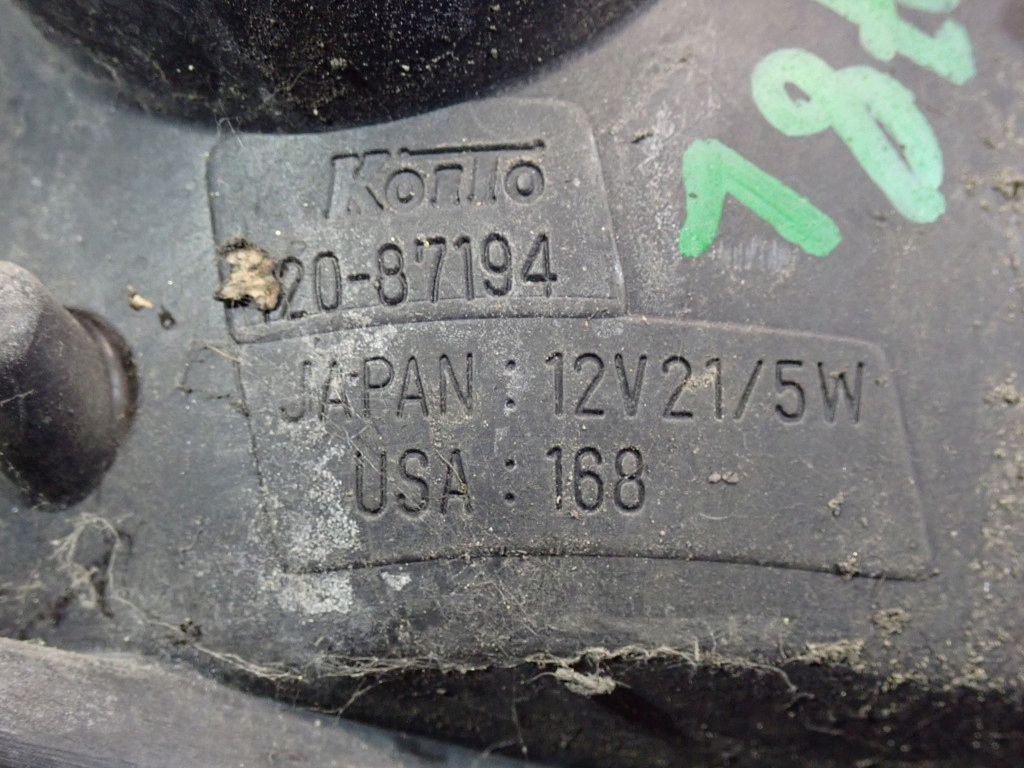 Koito
20-87194
JAPAN : 12V21/5W
USA : 168